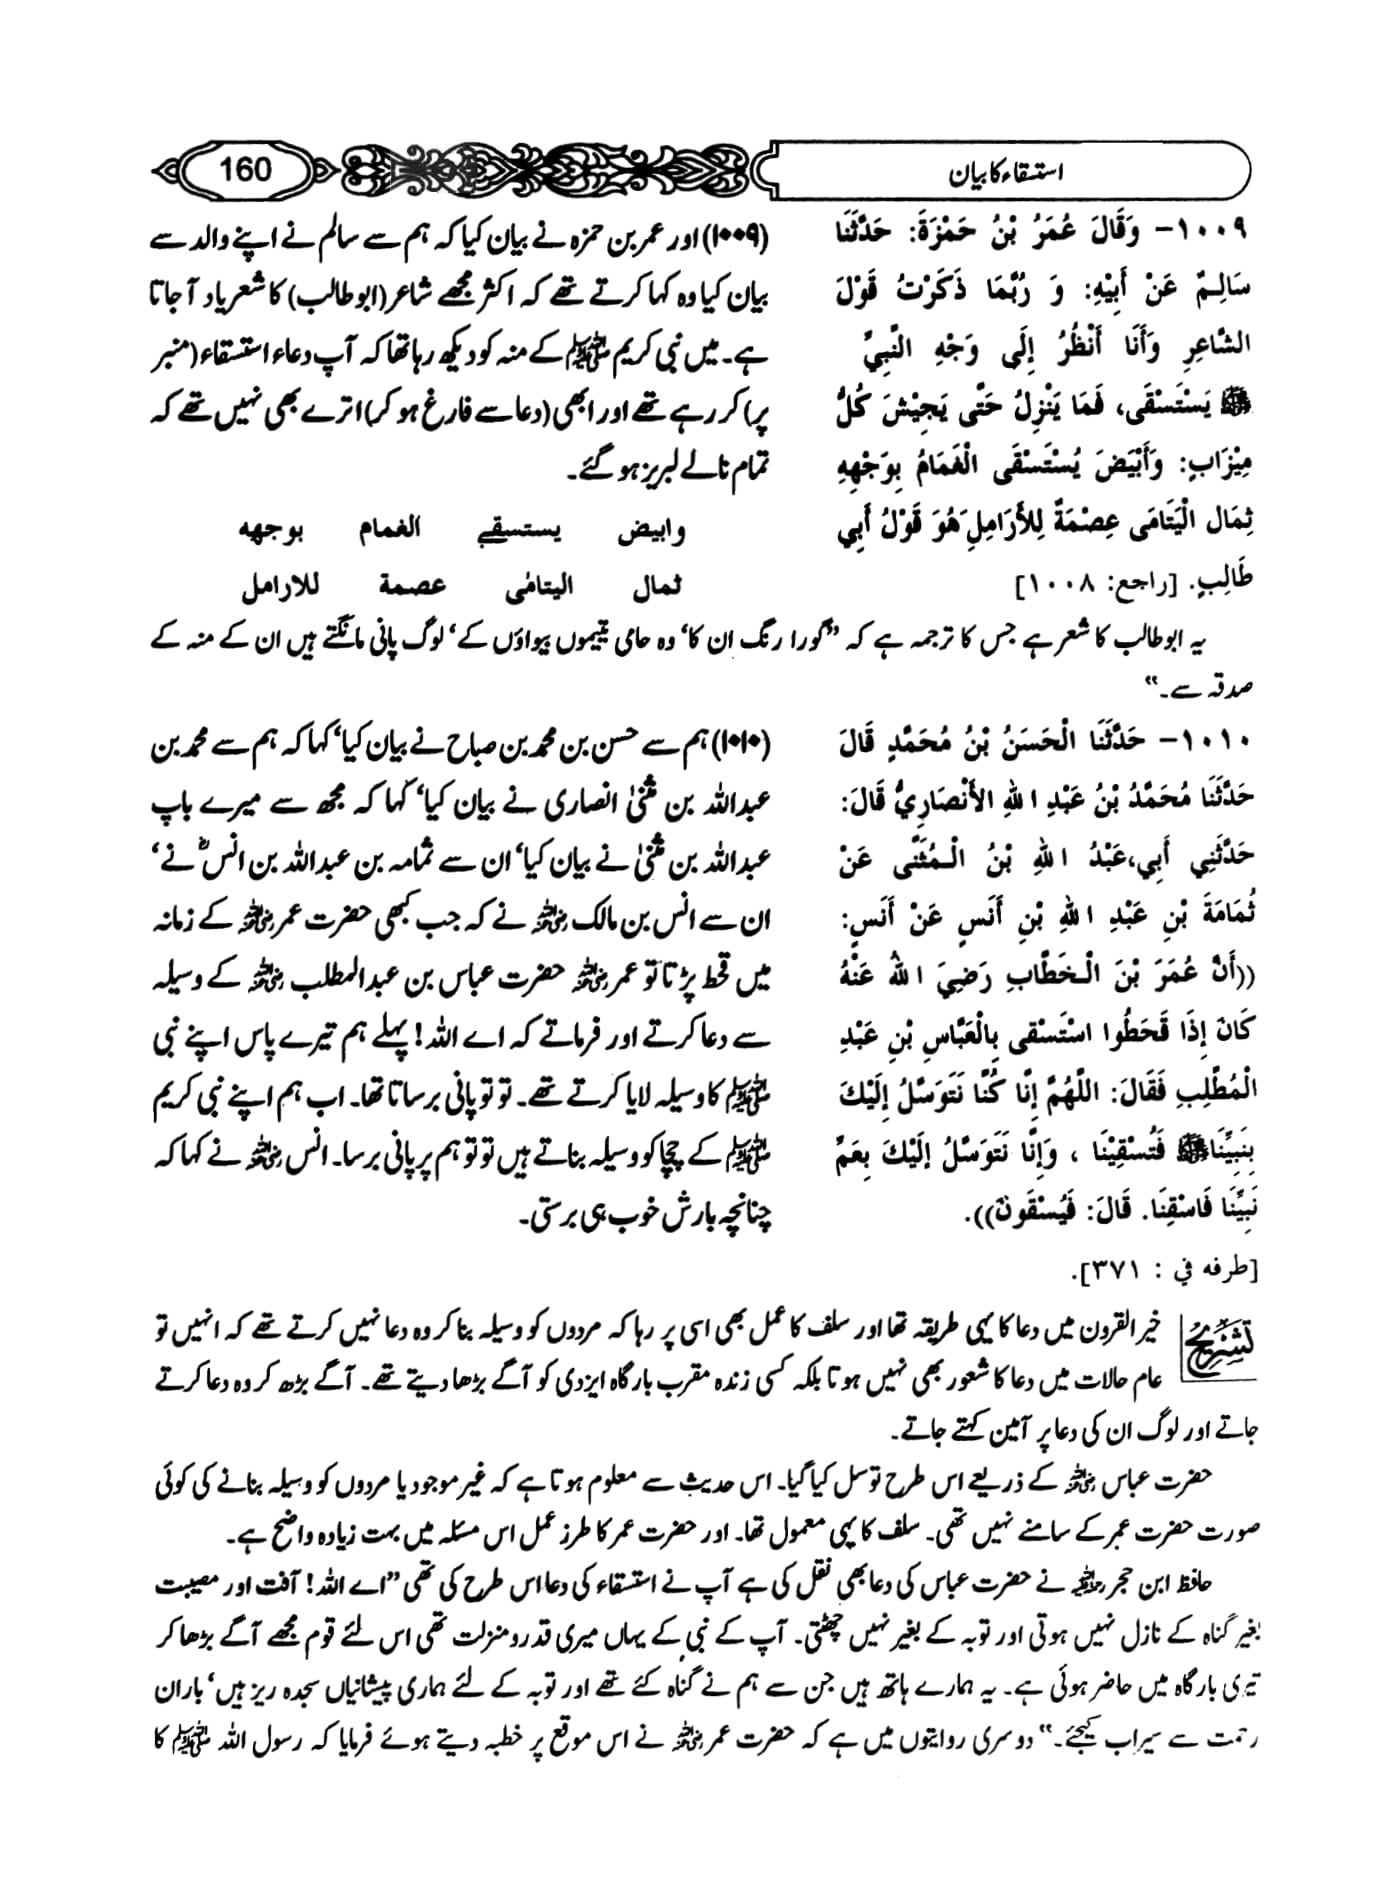 استسقاء کا بیان
160
١٠٠٩- وَقَالَ عُمَرُ بْنُ حَمْزَةَ: حَدَّثَنَا
سَالِمٌ عَنْ أَبِيْهِ: وَ رُبَّمَا ذَكَرْتُ قَوْلَ
الشَّاعِرِ وَأَنَا أَنْظُرُ إِلَى وَجْهِ النَّبِيِّ
ﷺ يَسْتَسْقَى، فَمَا يَنْزِلُ حَتَّى يَجِيْشَ كُلُّ
مِيْزَابٍ: وَأَبْيَضَ يُسْتَسْقَى الْغَمَامُ بِوَجْهِهِ
ثِمَال الْيَتَامَى عِصْمَةٌ لِلأَرَامِلِ هُوَ قَوْلُ أَبِي
طَالِبٍ. [راجع: ١٠٠٨]
(۱۰۰۹) اور عمر بن حمزہ نے بیان کیا کہ ہم سے سالم نے اپنے والد سے
بیان کیا وہ کہا کرتے تھے کہ اکثر مجھے شاعر (ابوطالب) کا شعر یاد آ جاتا
ہے۔ میں نبی کریم ﷺ کے منہ کو دیکھ رہا تھا کہ آپ دعاء استسقاء (منبر
پر) کر رہے تھے اور ابھی (دعا سے فارغ ہو کر) اترے بھی نہیں تھے کہ
تمام نالے لبریز ہو گئے۔
وابيض يستسقے الغمام بوجهه
ثمال اليتامٰى عصمة للارامل
یہ ابوطالب کا شعر ہے جس کا ترجمہ ہے کہ ”گورا رنگ ان کا‘ وہ حامی یتیموں بیواؤں کے‘ لوگ پانی مانگتے ہیں ان کے منہ کے
صدقہ سے۔“
١٠١٠- حَدَّثَنَا الْحَسَنُ بْنُ مُحَمَّدٍ قَالَ
حَدَّثَنَا مُحَمَّدُ بْنُ عَبْدِ اللهِ الأَنْصَارِيُّ قَالَ:
حَدَّثَنِي أَبِي، عَبْدُ اللهِ بْنُ الْمُثَنَّى عَنْ
ثُمَامَةَ بْنِ عَبْدِ اللهِ بْنِ أَنَسٍ عَنْ أَنَسٍ:
((أَنَّ عُمَرَ بْنَ الْخَطَّابِ رَضِيَ اللهُ عَنْهُ
كَانَ إِذَا قَحَطُوا اسْتَسْقَى بِالْعَبَّاسِ بْنِ عَبْدِ
الْمُطَّلِبِ فَقَالَ: اللَّهُمَّ إِنَّا كُنَّا نَتَوَسَّلُ إِلَيْكَ
بِنَبِيِّنَا ﷺ فَتُسْقِيْنَا ، وَإِنَّا نَتَوَسَّلُ إِلَيْكَ بِعَمِّ
نَبِيِّنَا فَاسْقِنَا. قَالَ: فَيُسْقَونَ)).
[طرفه في : ٣٧١].
(۱۰۱۰) ہم سے حسن بن محمد بن صباح نے بیان کیا‘ کہا کہ ہم سے محمد بن
عبداللہ بن مثنیٰ انصاری نے بیان کیا‘ کہا کہ مجھ سے میرے باپ
عبداللہ بن مثنیٰ نے بیان کیا‘ ان سے ثمامہ بن عبداللہ بن انس ؓ نے‘
ان سے انس بن مالک رضی اللہ عنہ نے کہ جب کبھی حضرت عمر رضی اللہ عنہ کے زمانہ
میں قحط پڑتا تو عمر رضی اللہ عنہ حضرت عباس بن عبدالمطلب رضی اللہ عنہ کے وسیلہ
سے دعا کرتے اور فرماتے کہ اے اللہ! پہلے ہم تیرے پاس اپنے نبی
ﷺ کا وسیلہ لایا کرتے تھے۔ تو تو پانی برساتا تھا۔ اب ہم اپنے نبی کریم
ﷺ کے چچا کو وسیلہ بناتے ہیں تو تو ہم پر پانی برسا۔ انس رضی اللہ عنہ نے کہا کہ
چنانچہ بارش خوب ہی برستی۔
تشریح خیر القرون میں دعا کا یہی طریقہ تھا اور سلف کا عمل بھی اسی پر رہا کہ مردوں کو وسیلہ بنا کر وہ دعا نہیں کرتے تھے کہ انہیں تو
عام حالات میں دعا کا شعور بھی نہیں ہوتا بلکہ کسی زندہ مقرب بارگاہ ایزدی کو آگے بڑھا دیتے تھے۔ آگے بڑھ کر وہ دعا کرتے
جاتے اور لوگ ان کی دعا پر آمین کہتے جاتے۔
حضرت عباس رضی اللہ عنہ کے ذریعے اس طرح توسل کیا گیا۔ اس حدیث سے معلوم ہوتا ہے کہ غیر موجود یا مردوں کو وسیلہ بنانے کی کوئی
صورت حضرت عمر کے سامنے نہیں تھی۔ سلف کا یہی معمول تھا۔ اور حضرت عمر کا طرز عمل اس مسئلہ میں بہت زیادہ واضح ہے۔
حافظ ابن حجر رحمہ اللہ نے حضرت عباس کی دعا بھی نقل کی ہے آپ نے استسقاء کی دعا اس طرح کی تھی ”اے اللہ! آفت اور مصیبت
بغیر گناہ کے نازل نہیں ہوتی اور توبہ کے بغیر نہیں چھٹتی۔ آپ کے نبی کے یہاں میری قدر و منزلت تھی اس لئے قوم مجھے آگے بڑھا کر
تیری بارگاہ میں حاضر ہوئی ہے۔ یہ ہمارے ہاتھ ہیں جن سے ہم نے گناہ کئے تھے اور توبہ کے لئے ہماری پیشانیاں سجدہ ریز ہیں‘ باران
رحمت سے سیراب کیجئے۔“ دوسری روایتوں میں ہے کہ حضرت عمر رضی اللہ عنہ نے اس موقع پر خطبہ دیتے ہوئے فرمایا کہ رسول اللہ ﷺ کا